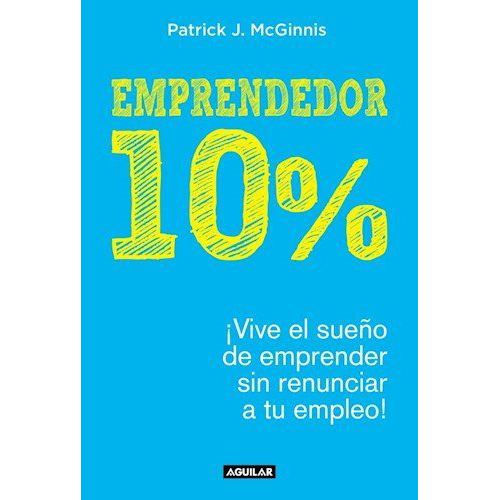 Patrick J. McGinnis
EMPRENDEDOR
10%
¡Vive el sueño
de emprender
sin renunciar
a tu empleo!
AGUILAR